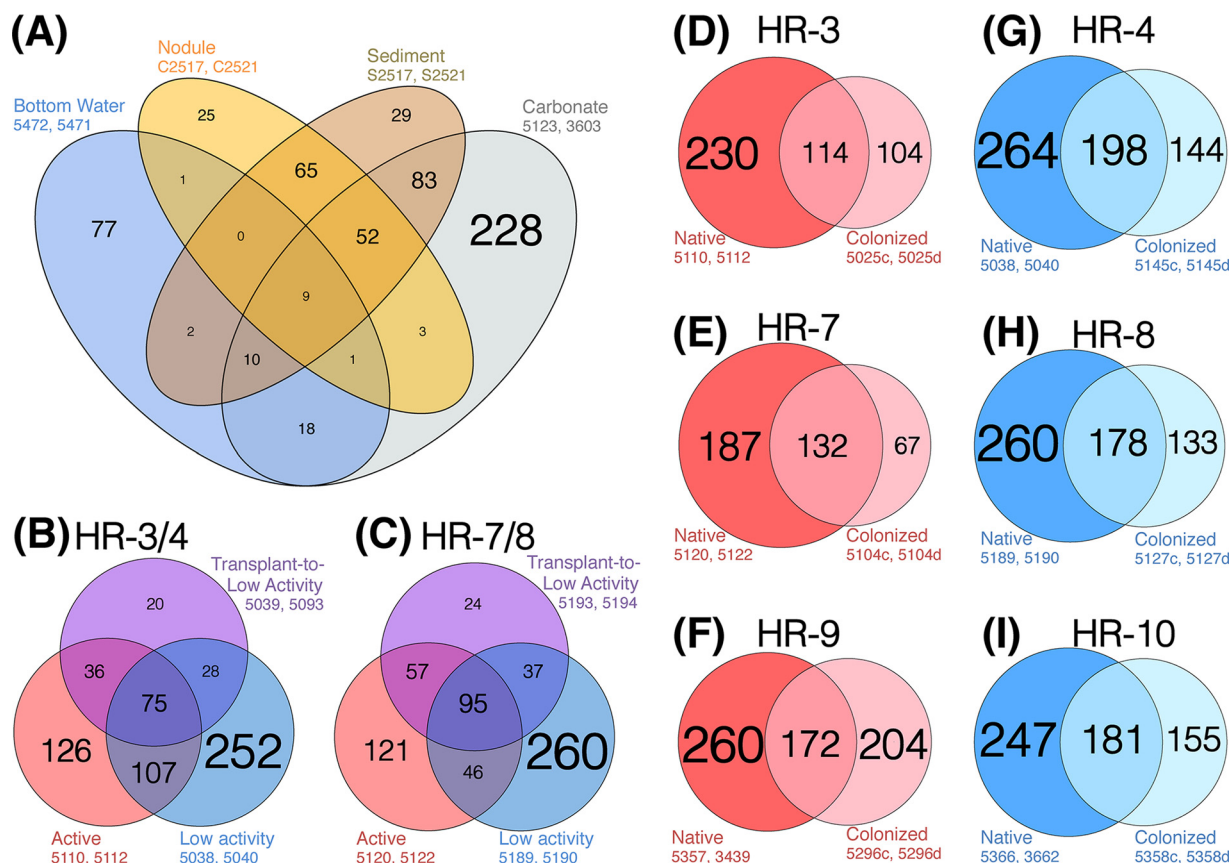 (A)
Nodule
C2517, C2521
Sediment
S2517, S2521
Bottom Water
5472, 5471
Carbonate
5123, 3603
25
29
1
65
83
77
0
52
228
9
2
10
1
3
18
(B) HR-3/4
Transplant-to-
Low Activity
5039, 5093
20
36
28
75
126
252
107
Active
5110, 5112
Low activity
5038, 5040
(C) HR-7/8
Transplant-to-
Low Activity
5193, 5194
24
57
37
95
121
260
46
Active
5120, 5122
Low activity
5189, 5190
(D) HR-3
230
114
104
Native
5110, 5112
Colonized
5025c, 5025d
(E) HR-7
187
132
67
Native
5120, 5122
Colonized
5104c, 5104d
(F) HR-9
260
172
204
Native
5357, 3439
Colonized
5296c, 5296d
(G) HR-4
264
198
144
Native
5038, 5040
Colonized
5145c, 5145d
(H) HR-8
260
178
133
Native
5189, 5190
Colonized
5127c, 5127d
(I) HR-10
247
181
155
Native
5366, 3662
Colonized
5358c, 5358d